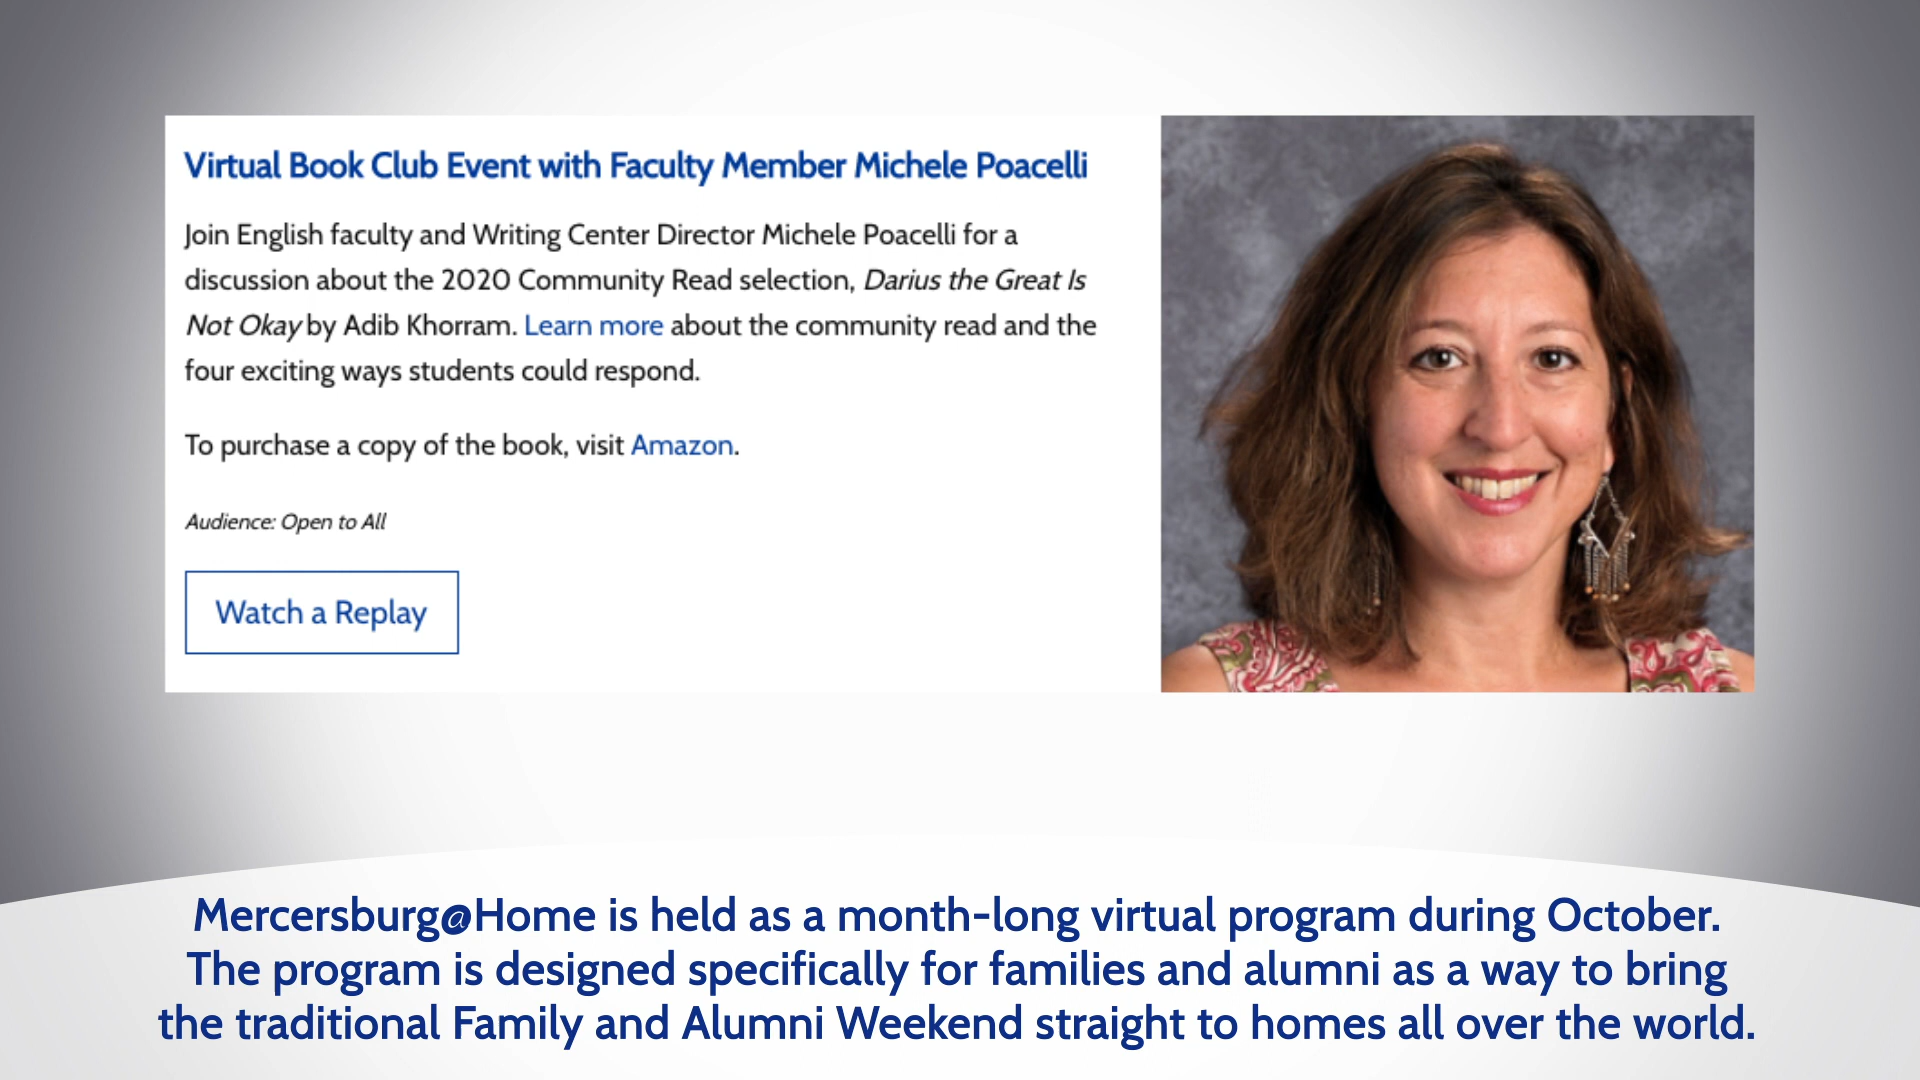 Virtual Book Club Event with Faculty Member Michele Poacelli
Join English faculty and Writing Center Director Michele Poacelli for a
discussion about the 2020 Community Read selection, Darius the Great Is
Not Okay by Adib Khorram. Learn more about the community read and the
four exciting ways students could respond.
To purchase a copy of the book, visit Amazon.
Audience: Open to All
Watch a Replay
Mercersburg@Home is held as a month-long virtual program during October.
The program is designed specifically for families and alumni as a way to bring
the traditional Family and Alumni Weekend straight to homes all over the world.